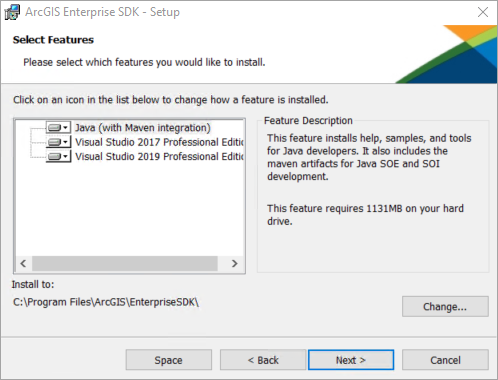 ArcGIS Enterprise SDK - Setup
Select Features
Please select which features you would like to install.
Click on an icon in the list below to change how a feature is installed.
Java (with Maven integration)
Visual Studio 2017 Professional Editi
Visual Studio 2019 Professional Editi
Feature Description
This feature installs help, samples, and tools
for Java developers. It also includes the
maven artifacts for Java SOE and SOI
development.
This feature requires 1131MB on your hard
drive.
Install to:
C:\Program Files\ArcGIS\EnterpriseSDK\
Change...
Space
< Back
Next >
Cancel